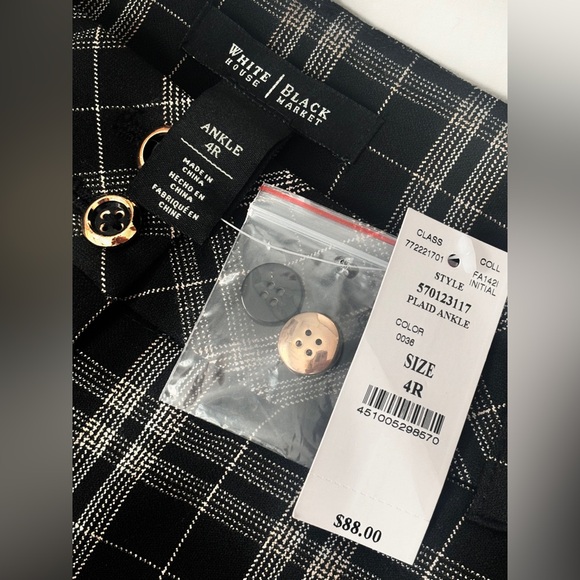 WHITE | BLACK
HOUSE | MARKET
ANKLE
4R
MADE IN
CHINA
HECHO EN
CHINA
FABRIQUÉ EN
CHINE
CLASS
772221701
COLL
FA142
INITIAL
STYLE
570123117
PLAID ANKLE
COLOR
0036
SIZE
4R
451005298570
$88.00